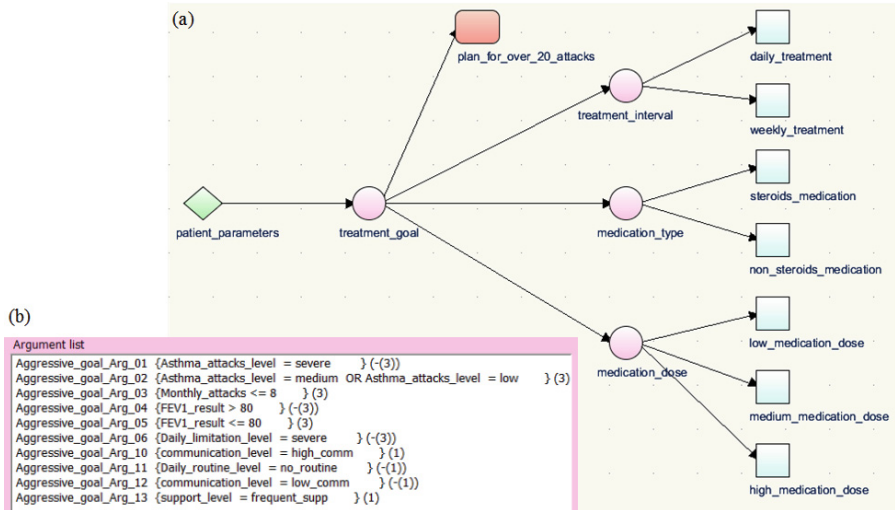 (a)
plan_for_over_20_attacks
daily_treatment
treatment_interval
weekly_treatment
steroids_medication
patient_parameters
treatment_goal
medication_type
non_steroids_medication
low_medication_dose
medication_dose
medium_medication_dose
high_medication_dose
(b)
Argument list
Aggressive_goal_Arg_01 {Asthma_attacks_level = severe } (-(3))
Aggressive_goal_Arg_02 {Asthma_attacks_level = medium OR Asthma_attacks_level = low } (3)
Aggressive_goal_Arg_03 {Monthly_attacks <= 8 } (3)
Aggressive_goal_Arg_04 {FEV1_result > 80 } (-(3))
Aggressive_goal_Arg_05 {FEV1_result <= 80 } (3)
Aggressive_goal_Arg_06 {Daily_limitation_level = severe } (-(3))
Aggressive_goal_Arg_10 {communication_level = high_comm } (1)
Aggressive_goal_Arg_11 {Daily_routine_level = no_routine } (-(1))
Aggressive_goal_Arg_12 {communication_level = low_comm } (-(1))
Aggressive_goal_Arg_13 {support_level = frequent_supp } (1)